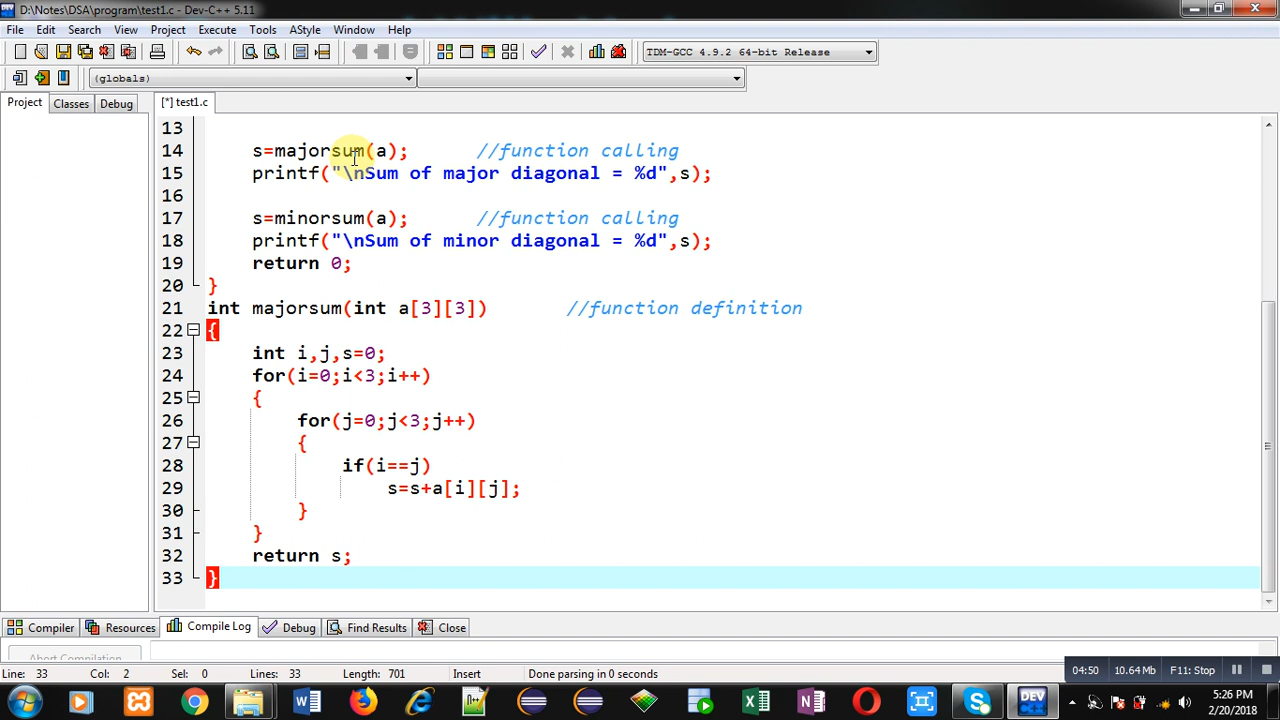 D:\Notes\DSA\program\test1.c - Dev-C++ 5.11
File Edit Search View Project Execute Tools AStyle Window Help
TDM-GCC 4.9.2 64-bit Release
(globals)
Project Classes Debug [*] test1.c
13
14 s=majorsum(a); //function calling
15 printf("\nSum of major diagonal = %d",s);
16
17 s=minorsum(a); //function calling
18 printf("\nSum of minor diagonal = %d",s);
19 return 0;
20 }
21 int majorsum(int a[3][3]) //function definition
22 {
23 int i,j,s=0;
24 for(i=0;i<3;i++)
25 {
26 for(j=0;j<3;j++)
27 {
28 if(i==j)
29 s=s+a[i][j];
30 }
31 }
32 return s;
33 }
Compiler Resources Compile Log Debug Find Results Close
Abort Compilation
Line: 33 Col: 2 Sel: 0 Lines: 33 Length: 701 Insert Done parsing in 0 seconds
04:50 10.64 Mb F11: Stop
DEV
5:26 PM
2/20/2018